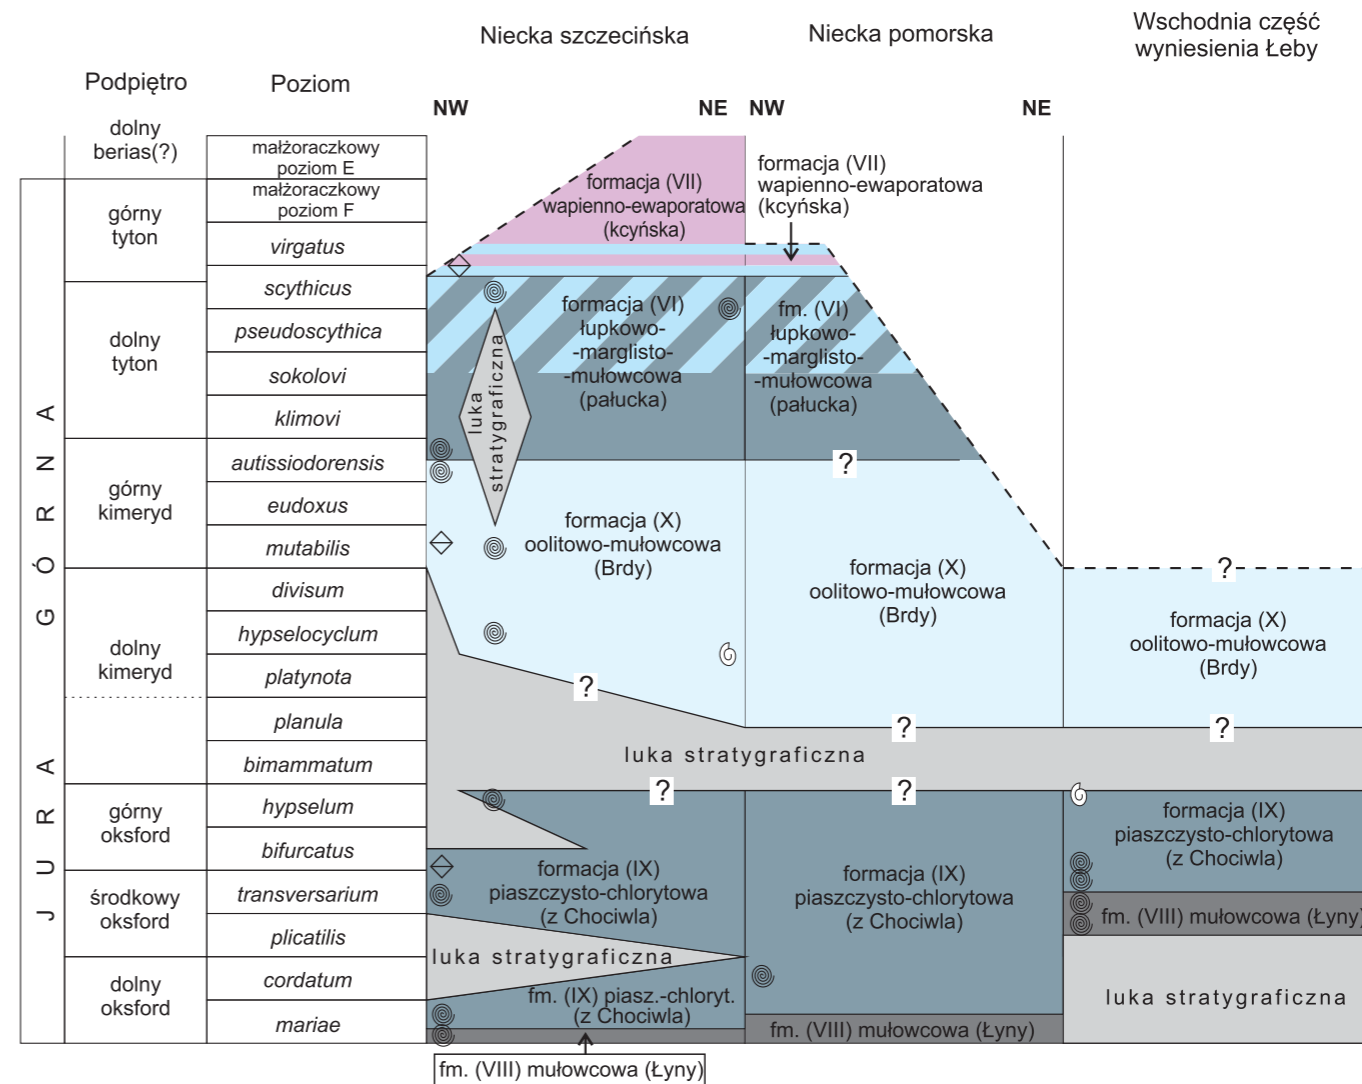 Niecka szczecińska
Niecka pomorska
Wschodnia część
wyniesienia Łeby
Podpiętro
Poziom
NW
NE
NW
NE
dolny
berias(?)
małżoraczkowy
poziom E
małżoraczkowy
poziom F
górny
tyton
virgatus
scythicus
dolny
tyton
pseudoscythica
sokolovi
klimovi
górny
kimeryd
autissiodorensis
eudoxus
mutabilis
dolny
kimeryd
divisum
hypselocyclum
platynota
planula
bimammatum
górny
oksford
hypselum
bifurcatus
środkowy
oksford
transversarium
plicatilis
dolny
oksford
cordatum
mariae
JURA GÓRNA
formacja (VII)
wapienno-ewaporatowa
(kcyńska)
formacja (VII)
wapienno-ewaporatowa
(kcyńska)
formacja (VI)
łupkowo-
-marglisto-
-mułowcowa
(pałucka)
fm. (VI)
łupkowo-
-marglisto-
-mułowcowa
(pałucka)
luka
stratygraficzna
?
formacja (X)
oolitowo-mułowcowa
(Brdy)
formacja (X)
oolitowo-mułowcowa
(Brdy)
?
formacja (X)
oolitowo-mułowcowa
(Brdy)
?
?
?
luka stratygraficzna
?
?
formacja (IX)
piaszczysto-chlorytowa
(z Chociwla)
formacja (IX)
piaszczysto-chlorytowa
(z Chociwla)
formacja (IX)
piaszczysto-chlorytowa
(z Chociwla)
fm. (VIII) mułowcowa (Łyny)
luka stratygraficzna
luka stratygraficzna
fm. (IX) piasz.-chloryt.
(z Chociwla)
fm. (VIII) mułowcowa (Łyny)
fm. (VIII) mułowcowa (Łyny)